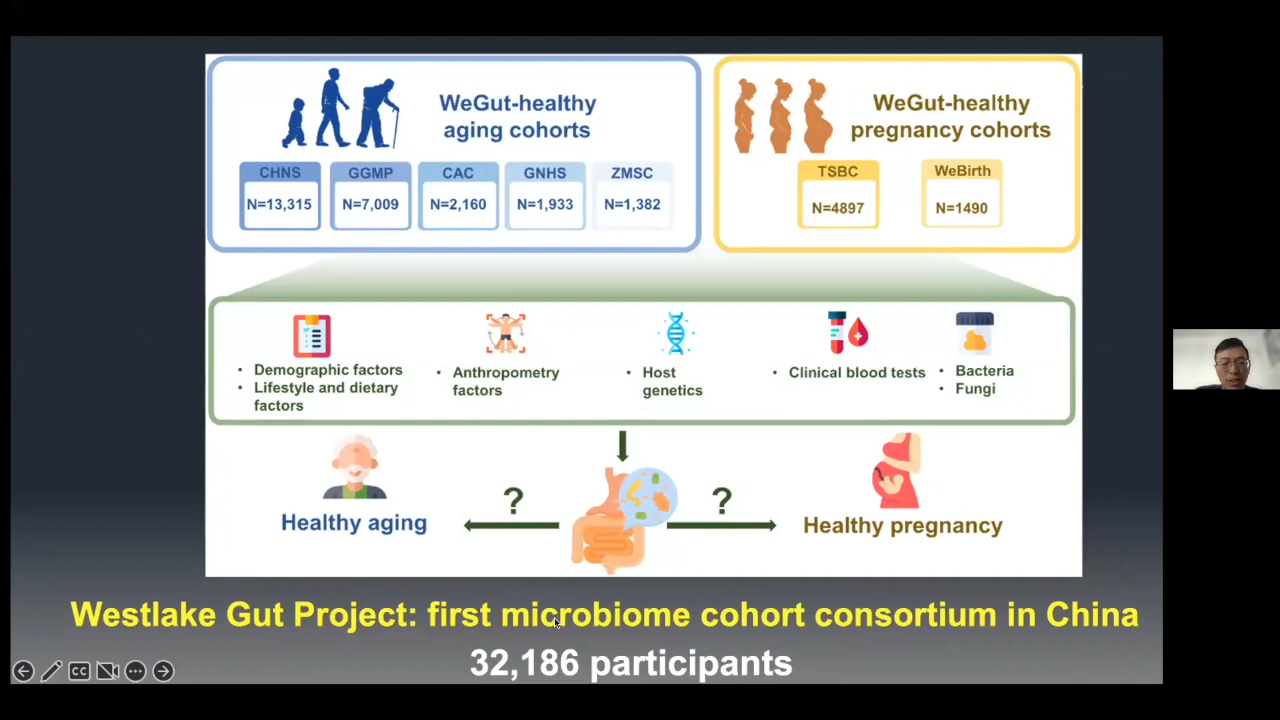 WeGut-healthy
aging cohorts
CHNS
N=13,315
GGMP
N=7,009
CAC
N=2,160
GNHS
N=1,933
ZMSC
N=1,382
WeGut-healthy
pregnancy cohorts
TSBC
N=4897
WeBirth
N=1490
• Demographic factors
• Lifestyle and dietary
factors
• Anthropometry
factors
• Host
genetics
• Clinical blood tests
• Bacteria
• Fungi
Healthy aging
?
?
Healthy pregnancy
Westlake Gut Project: first microbiome cohort consortium in China
32,186 participants
CC